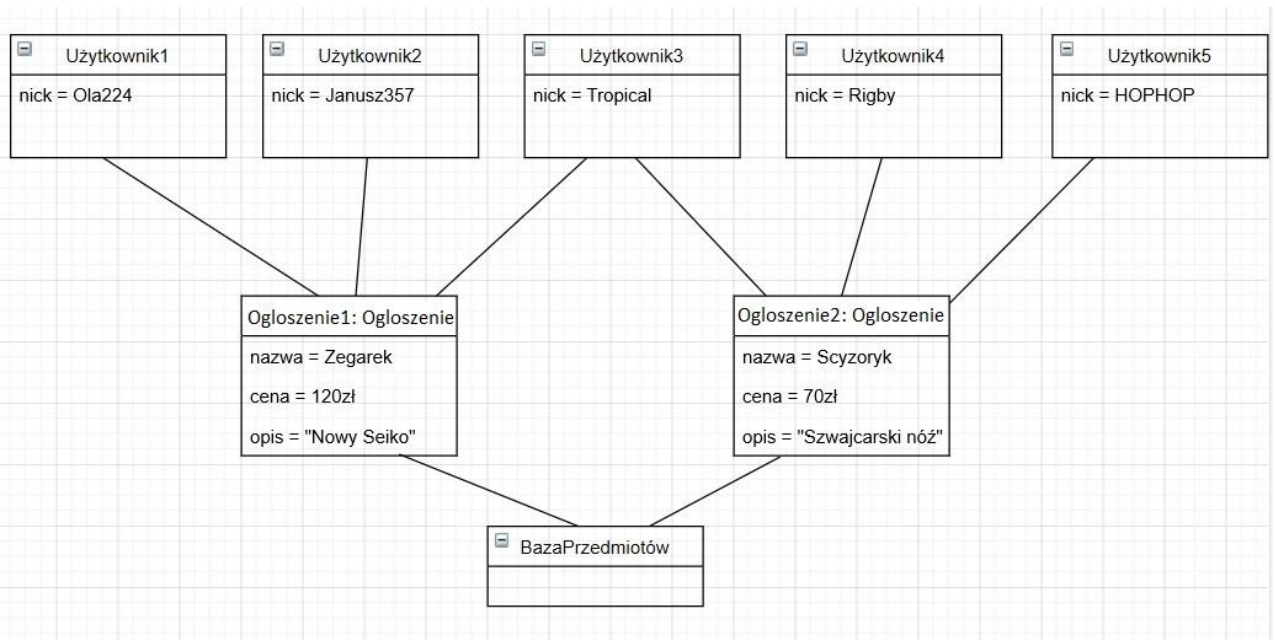 Użytkownik1
nick = Ola224
Użytkownik2
nick = Janusz357
Użytkownik3
nick = Tropical
Użytkownik4
nick = Rigby
Użytkownik5
nick = HOPHOP
Ogloszenie1: Ogloszenie
nazwa = Zegarek
cena = 120zł
opis = "Nowy Seiko"
Ogloszenie2: Ogloszenie
nazwa = Scyzoryk
cena = 70zł
opis = "Szwajcarski nóź"
BazaPrzedmiotów